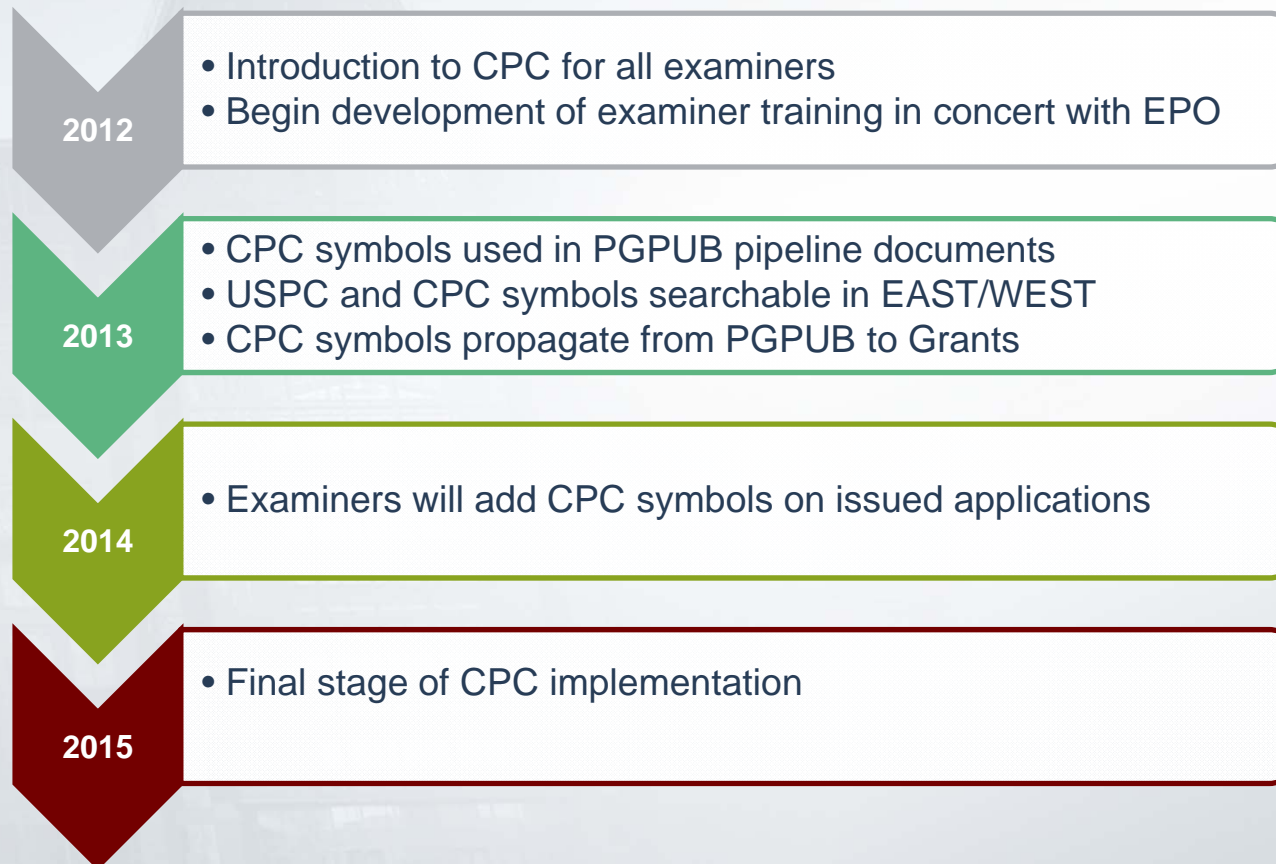 2012
• Introduction to CPC for all examiners
• Begin development of examiner training in concert with EPO
2013
• CPC symbols used in PGPUB pipeline documents
• USPC and CPC symbols searchable in EAST/WEST
• CPC symbols propagate from PGPUB to Grants
2014
• Examiners will add CPC symbols on issued applications
2015
• Final stage of CPC implementation